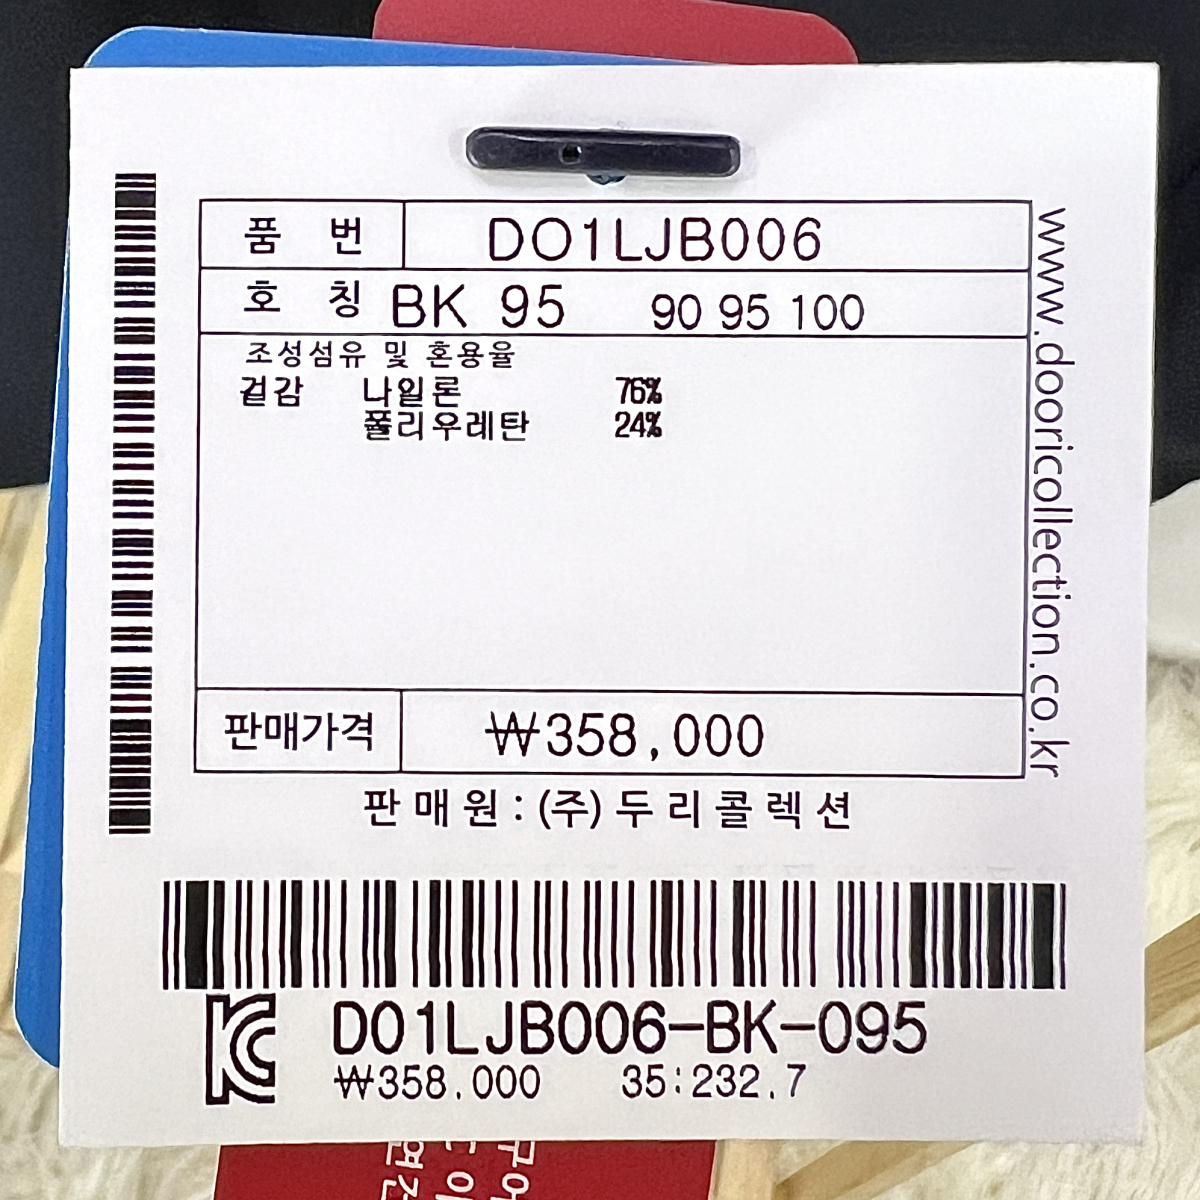 품 번 DO1LJB006
호 칭 BK 95 90 95 100
조성섬유 및 혼용율
겉감 나일론 76%
폴리우레탄 24%
판매가격 ₩358,000
판매원 : (주)두리콜렉션
www.dooricollection.co.kr
DO1LJB006-BK-095
₩358.000 35:232.7